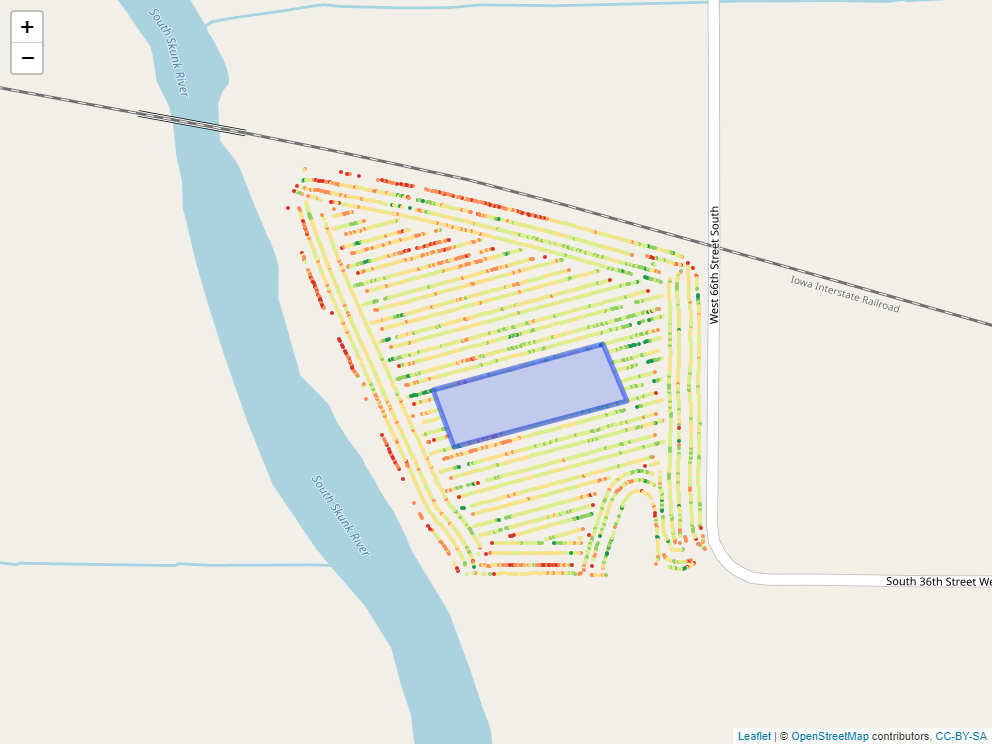 +
−
South Skunk River
West 66th Street South
Iowa Interstate Railroad
South Skunk River
South 36th Street We
Leaflet | © OpenStreetMap contributors, CC-BY-SA